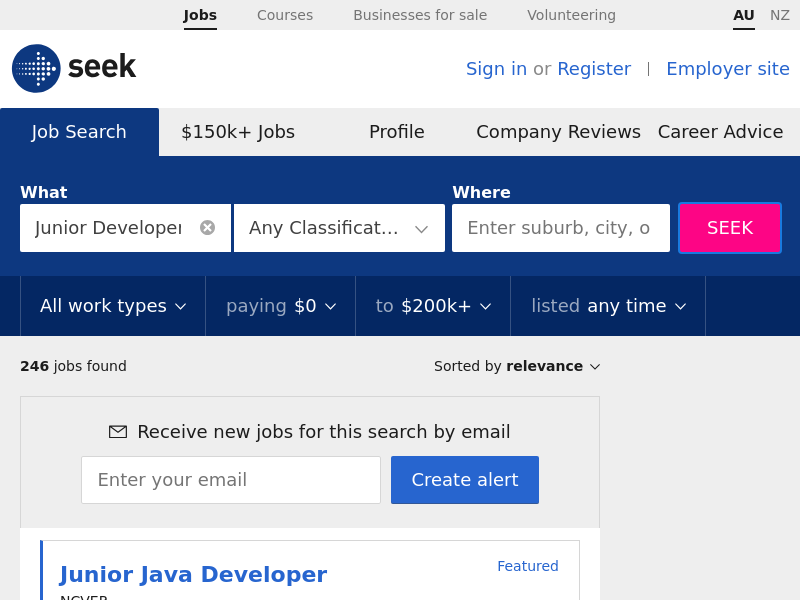 Jobs Courses Businesses for sale Volunteering AU NZ
seek
Sign in or Register | Employer site
Job Search $150k+ Jobs Profile Company Reviews Career Advice
What Where
Junior Developer Any Classificat... Enter suburb, city, o SEEK
All work types paying $0 to $200k+ listed any time
246 jobs found Sorted by relevance
Receive new jobs for this search by email
Enter your email Create alert
Junior Java Developer Featured
NCVER